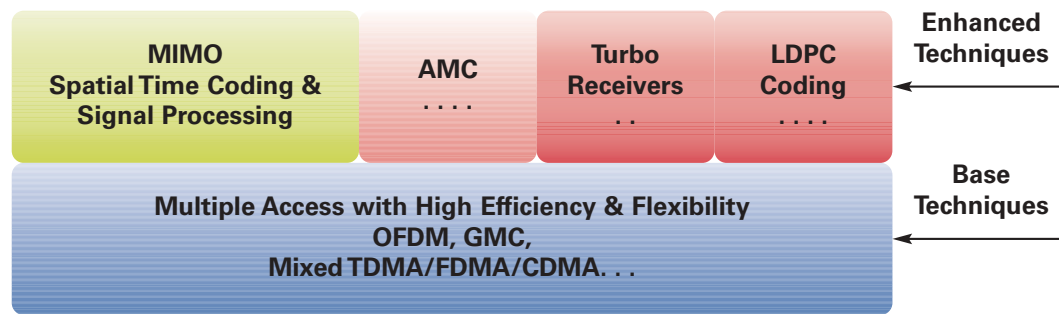 MIMO
Spatial Time Coding &
Signal Processing
AMC
. . . .
Turbo
Receivers
. .
LDPC
Coding
. . . .
Enhanced
Techniques
Multiple Access with High Efficiency & Flexibility
OFDM, GMC,
Mixed TDMA/FDMA/CDMA. . .
Base
Techniques